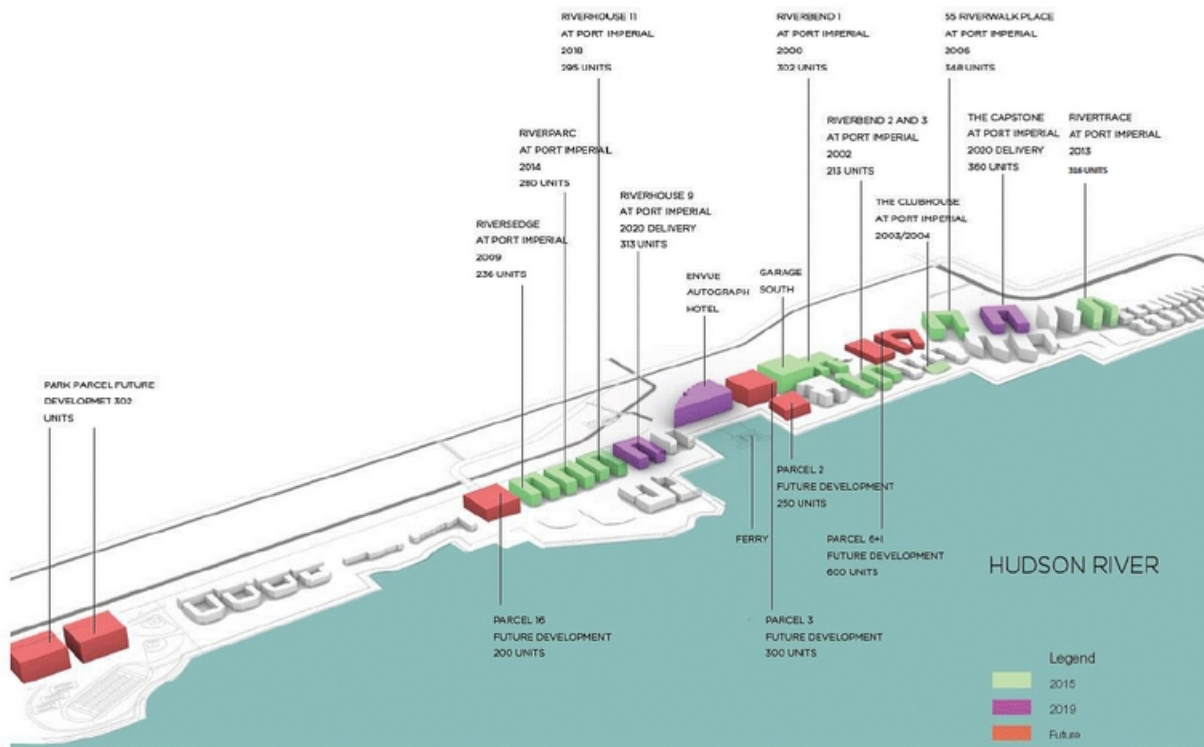 RIVERHOUSE 11
AT PORT IMPERIAL
2018
295 UNITS
RIVERBEND 1
AT PORT IMPERIAL
2000
302 UNITS
55 RIVERWALK PLACE
AT PORT IMPERIAL
2006
348 UNITS
RIVERPARC
AT PORT IMPERIAL
2014
280 UNITS
RIVERBEND 2 AND 3
AT PORT IMPERIAL
2002
213 UNITS
THE CAPSTONE
AT PORT IMPERIAL
2020 DELIVERY
360 UNITS
RIVERTRACE
AT PORT IMPERIAL
2013
316 UNITS
RIVERSEDGE
AT PORT IMPERIAL
2009
236 UNITS
RIVERHOUSE 9
AT PORT IMPERIAL
2020 DELIVERY
313 UNITS
THE CLUBHOUSE
AT PORT IMPERIAL
2003/2004
ENVUE
AUTOGRAPH
HOTEL
GARAGE
SOUTH
PARK PARCEL FUTURE
DEVELOPMET 302
UNITS
PARCEL 2
FUTURE DEVELOPMENT
250 UNITS
FERRY
PARCEL 6+I
FUTURE DEVELOPMENT
600 UNITS
HUDSON RIVER
PARCEL 16
FUTURE DEVELOPMENT
200 UNITS
PARCEL 3
FUTURE DEVELOPMENT
300 UNITS
Legend
2015
2019
Future